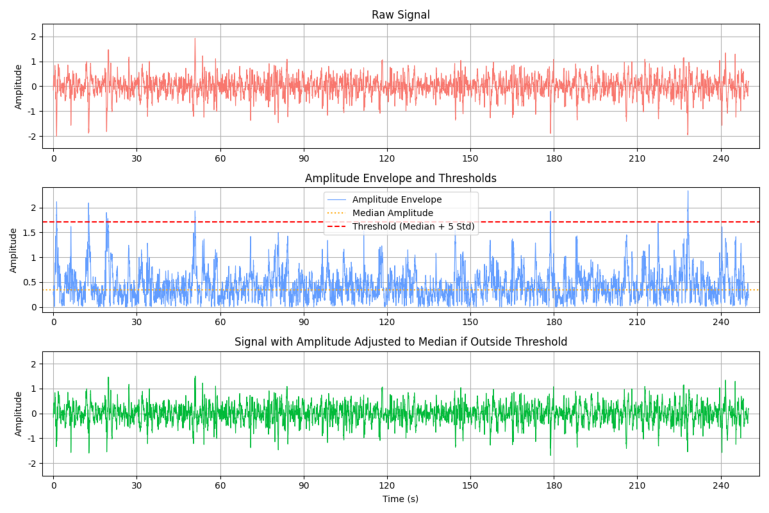 Raw Signal
Amplitude
2
1
0
-1
-2
0 30 60 90 120 150 180 210 240
Amplitude Envelope and Thresholds
Amplitude
2
1.5
1
0.5
0
Amplitude Envelope
Median Amplitude
Threshold (Median + 5 Std)
0 30 60 90 120 150 180 210 240
Signal with Amplitude Adjusted to Median if Outside Threshold
Amplitude
2
1
0
-1
-2
0 30 60 90 120 150 180 210 240
Time (s)